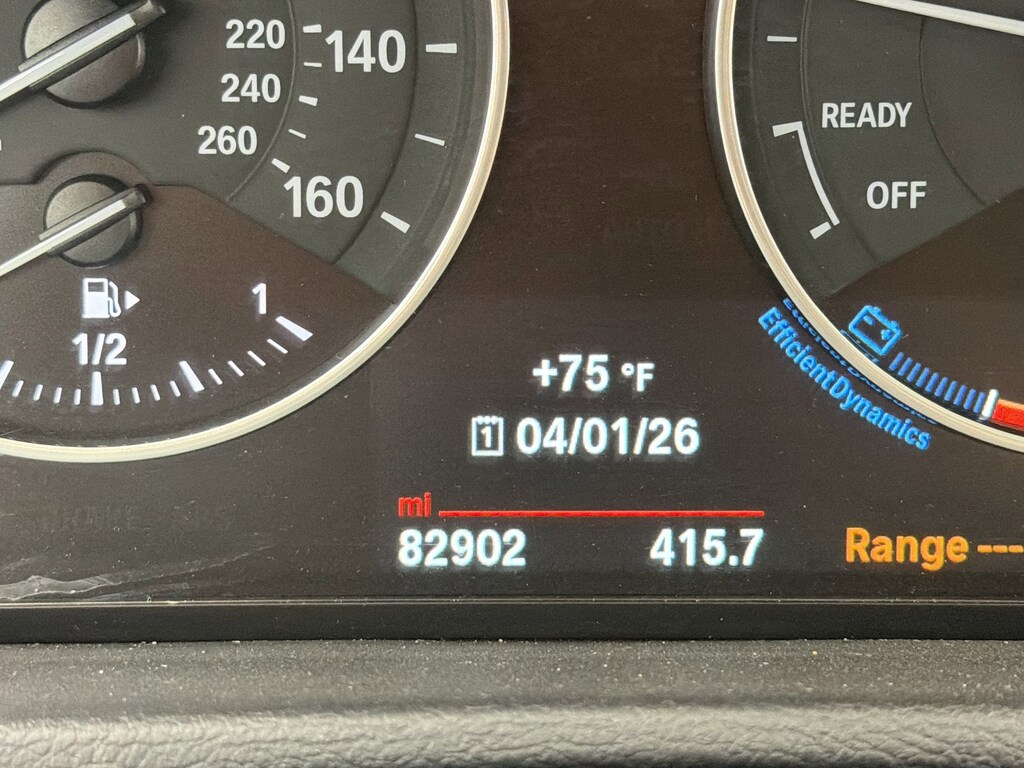 220
140
240
260
160
1/2
1
READY
OFF
EfficientDynamics
+75 °F
1 04/01/26
mi
82902 415.7
Range ---